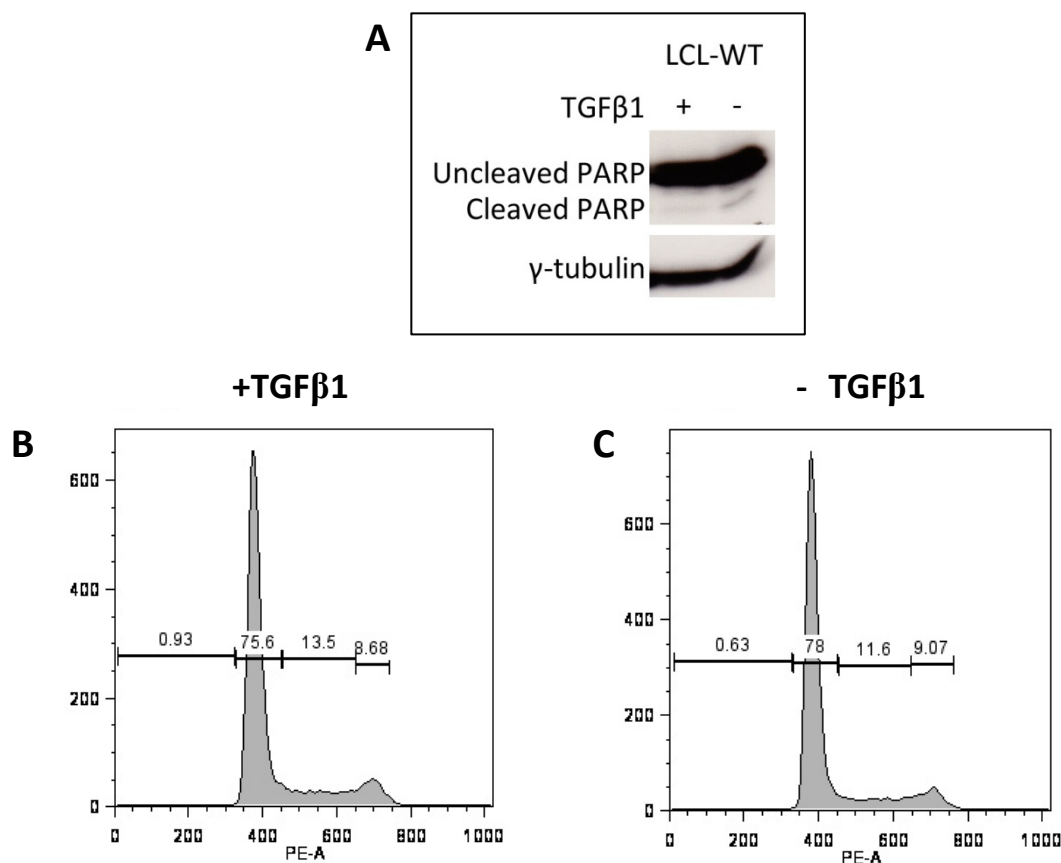 A
LCL-WT
TGFβ1 + -
Uncleaved PARP
Cleaved PARP
γ-tubulin
+TGFβ1
B
600
400
200
0
0.93 75.6 13.5 8.68
0 200 400 600 800 1000
PE-A
- TGFβ1
C
600
400
200
0
0.63 78 11.6 9.07
0 200 400 600 800 1000
PE-A